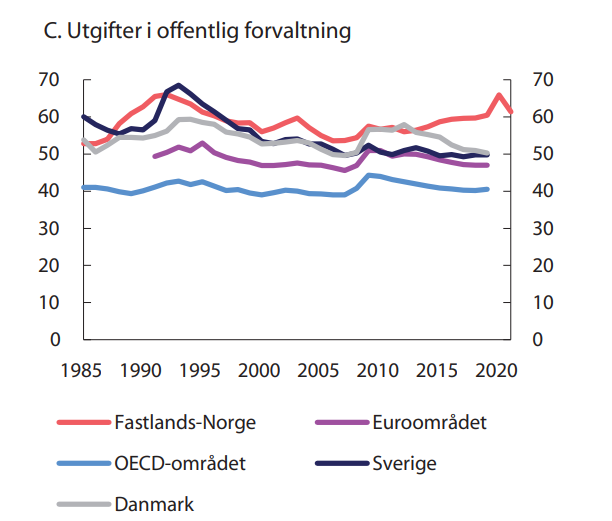 C. Utgifter i offentlig forvaltning
70 70
60 60
50 50
40 40
30 30
20 20
10 10
0 0
1985 1990 1995 2000 2005 2010 2015 2020
Fastlands-Norge Euroområdet
OECD-området Sverige
Danmark